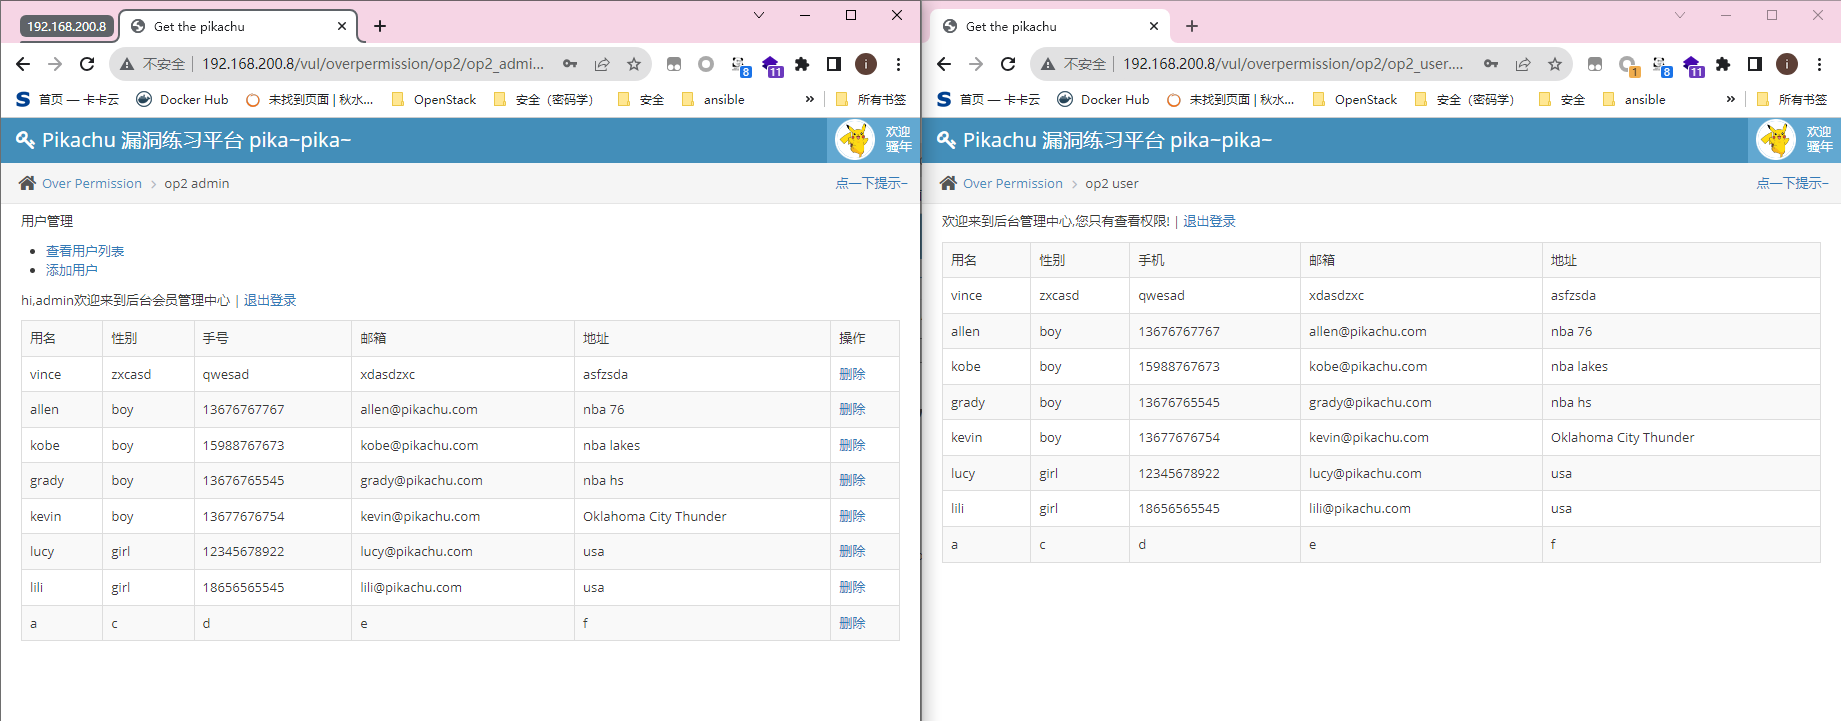 192.168.200.8 Get the pikachu
不安全 192.168.200.8/vul/overpermission/op2/op2_admi... 8 11 i
首页 — 卡卡云 Docker Hub 未找到页面 | 秋水... OpenStack 安全（密码学） 安全 ansible » 所有书签
Pikachu 漏洞练习平台 pika~pika~ 欢迎
骚年
Over Permission op2 admin 点一下提示~
用户管理
查看用户列表
添加用户
hi,admin欢迎来到后台会员管理中心 | 退出登录
用名 性别 手号 邮箱 地址 操作
vince zxcasd qwesad xdasdzxc asfzsda 删除
allen boy 13676767767 allen@pikachu.com nba 76 删除
kobe boy 15988767673 kobe@pikachu.com nba lakes 删除
grady boy 13676765545 grady@pikachu.com nba hs 删除
kevin boy 13677676754 kevin@pikachu.com Oklahoma City Thunder 删除
lucy girl 12345678922 lucy@pikachu.com usa 删除
lili girl 18656565545 lili@pikachu.com usa 删除
a c d e f 删除
Get the pikachu
不安全 192.168.200.8/vul/overpermission/op2/op2_user.... 1 8 11 i
首页 — 卡卡云 Docker Hub 未找到页面 | 秋水... OpenStack 安全（密码学） 安全 ansible » 所有书签
Pikachu 漏洞练习平台 pika~pika~ 欢迎
骚年
Over Permission op2 user 点一下提示~
欢迎来到后台管理中心,您只有查看权限! | 退出登录
用名 性别 手机 邮箱 地址
vince zxcasd qwesad xdasdzxc asfzsda
allen boy 13676767767 allen@pikachu.com nba 76
kobe boy 15988767673 kobe@pikachu.com nba lakes
grady boy 13676765545 grady@pikachu.com nba hs
kevin boy 13677676754 kevin@pikachu.com Oklahoma City Thunder
lucy girl 12345678922 lucy@pikachu.com usa
lili girl 18656565545 lili@pikachu.com usa
a c d e f